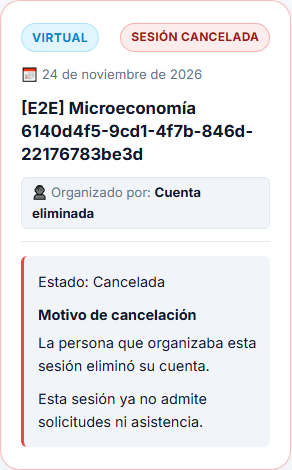 VIRTUAL
SESIÓN CANCELADA
24 de noviembre de 2026
[E2E] Microeconomía
6140d4f5-9cd1-4f7b-846d-
22176783be3d
Organizado por: Cuenta
eliminada
Estado: Cancelada
Motivo de cancelación
La persona que organizaba esta
sesión eliminó su cuenta.
Esta sesión ya no admite
solicitudes ni asistencia.